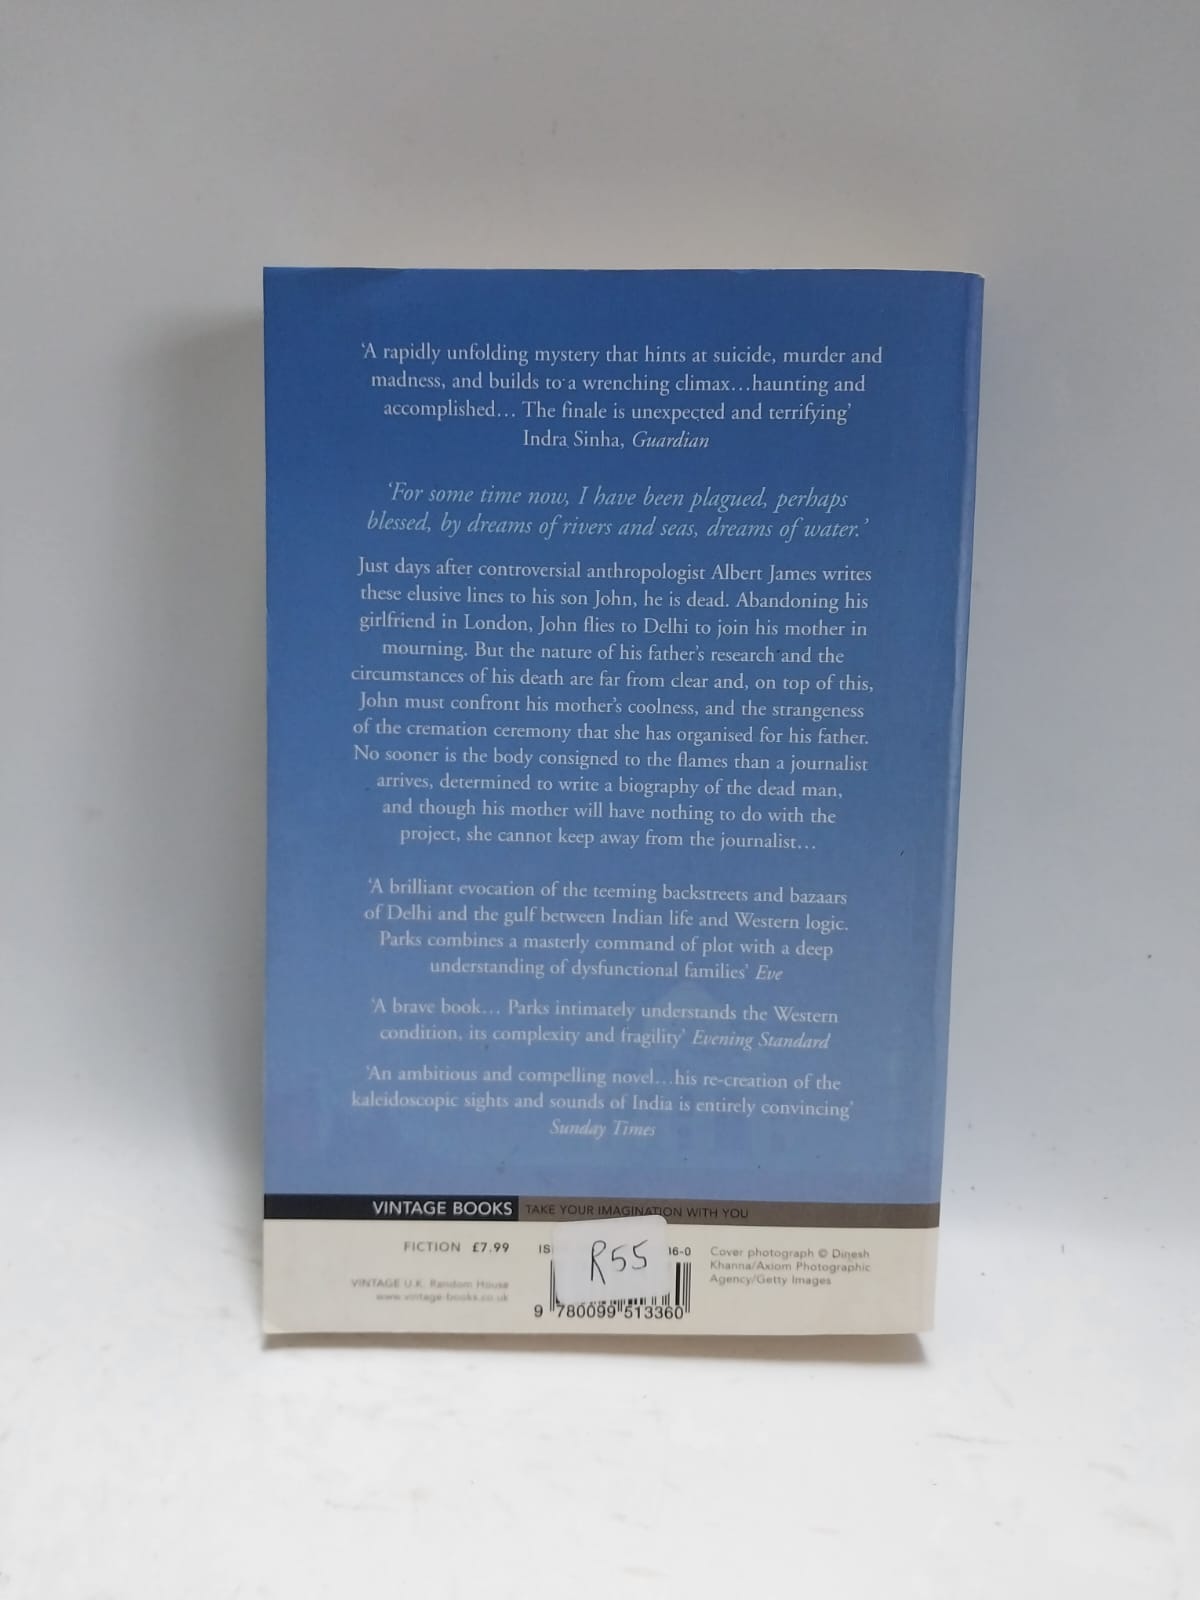 ‘A rapidly unfolding mystery that hints at suicide, murder and
madness, and builds to a wrenching climax…haunting and
accomplished… The finale is unexpected and terrifying’
Indra Sinha, Guardian
‘For some time now, I have been plagued, perhaps
blessed, by dreams of rivers and seas, dreams of water.’
Just days after controversial anthropologist Albert James writes
these elusive lines to his son John, he is dead. Abandoning his
girlfriend in London, John flies to Delhi to join his mother in
mourning. But the nature of his father’s research and the
circumstances of his death are far from clear and, on top of this,
John must confront his mother’s coolness, and the strangeness
of the cremation ceremony that she has organised for his father.
No sooner is the body consigned to the flames than a journalist
arrives, determined to write a biography of the dead man,
and though his mother will have nothing to do with the
project, she cannot keep away from the journalist…
‘A brilliant evocation of the teeming backstreets and bazaars
of Delhi and the gulf between Indian life and Western logic.
Parks combines a masterly command of plot with a deep
understanding of dysfunctional families’ Eve
‘A brave book… Parks intimately understands the Western
condition, its complexity and fragility’ Evening Standard
‘An ambitious and compelling novel…his re-creation of the
kaleidoscopic sights and sounds of India is entirely convincing’
Sunday Times
VINTAGE BOOKS TAKE YOUR IMAGINATION WITH YOU
FICTION £7.99
VINTAGE U.K. Random House
www.vintage-books.co.uk
IS 16-0
R55
9 780099 513360
Cover photograph © Dinesh
Khanna/Axiom Photographic
Agency/Getty Images